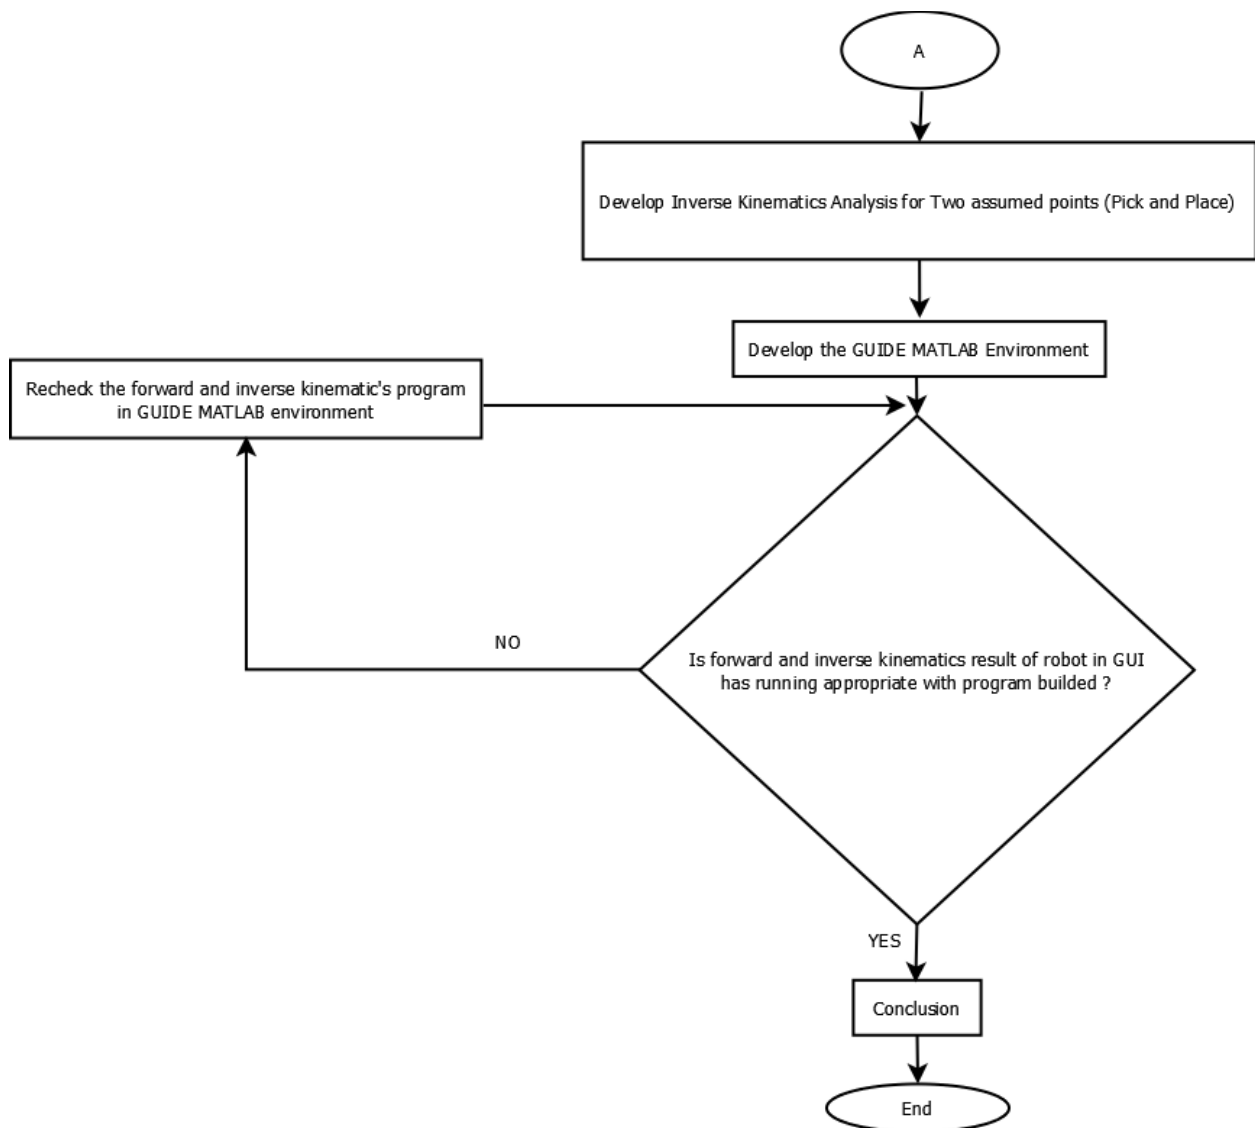 A
Develop Inverse Kinematics Analysis for Two assumed points (Pick and Place)
Develop the GUIDE MATLAB Environment
Recheck the forward and inverse kinematic's program
in GUIDE MATLAB environment
NO
Is forward and inverse kinematics result of robot in GUI
has running appropriate with program builded ?
YES
Conclusion
End